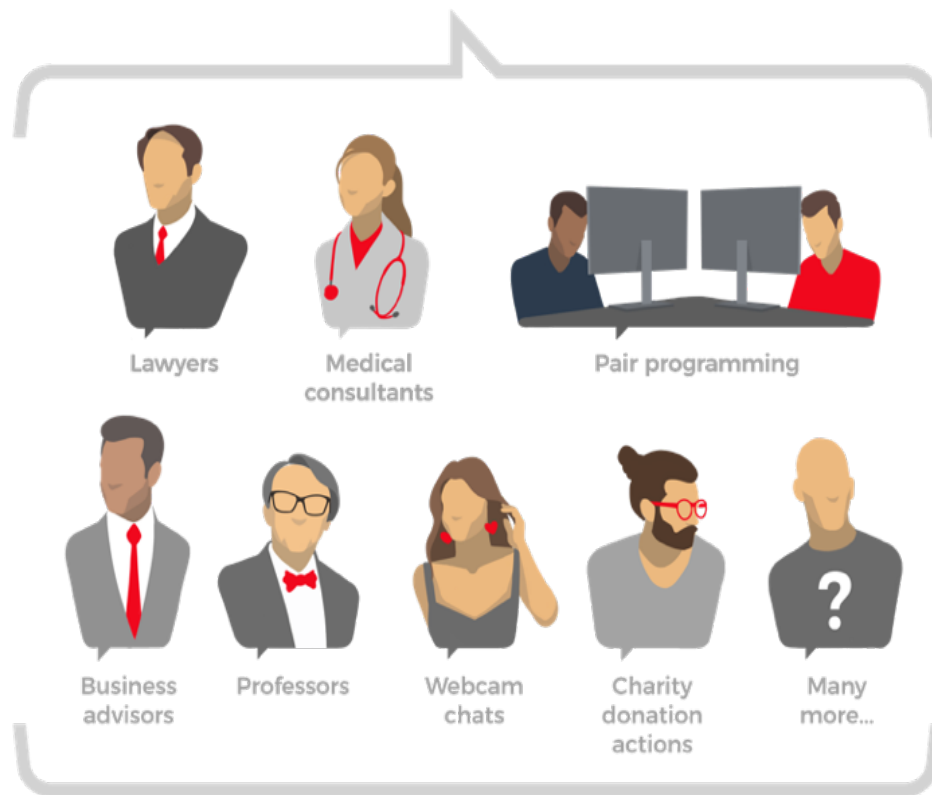 Lawyers
Medical
consultants
Pair programming
Business
advisors
Professors
Webcam
chats
Charity
donation
actions
?
Many
more...